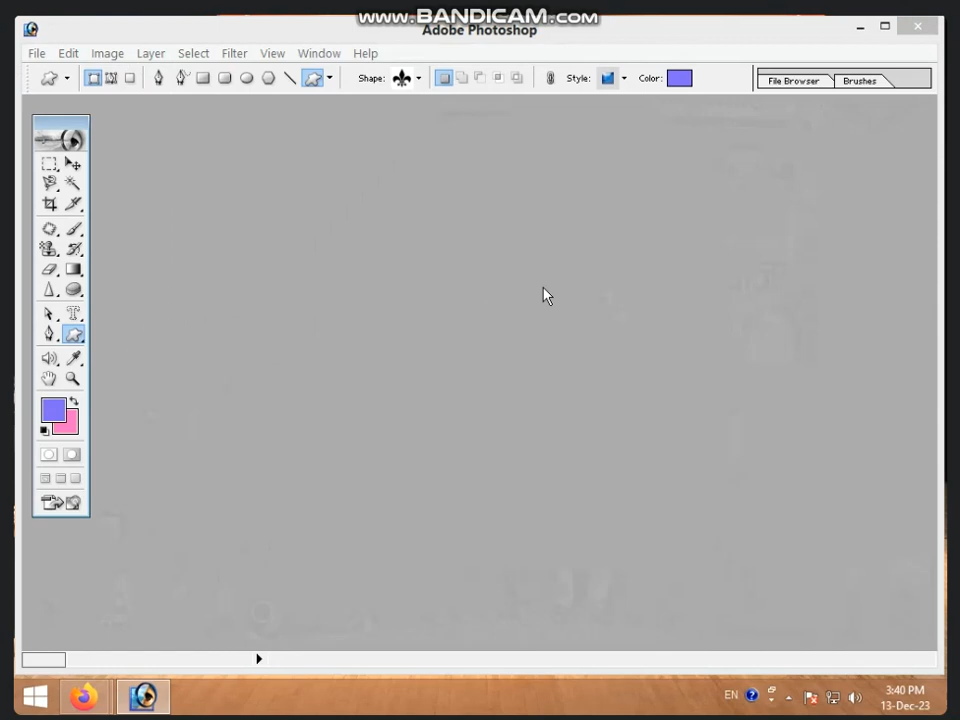 www.BANDICAM.com
Adobe Photoshop
File Edit Image Layer Select Filter View Window Help
Shape: Style: Color: File Browser Brushes
EN 3:40 PM
13-Dec-23